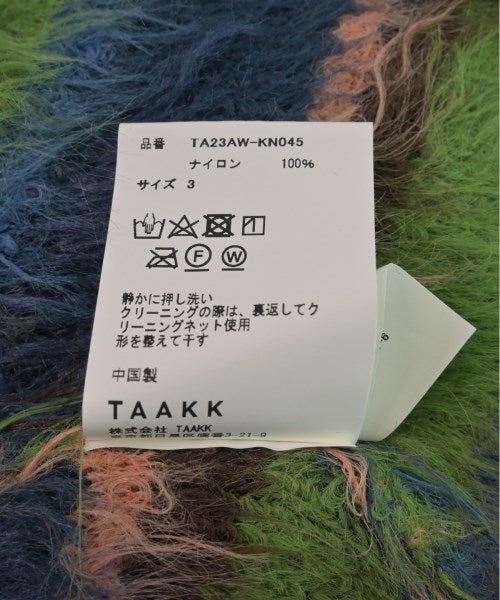 品番 TA23AW-KN045
ナイロン 100%
サイズ 3
F W
静かに押し洗い
クリーニングの際は、裏返してク
リーニングネット使用
形を整えて干す
中国製
TAAKK
株式会社 TAAKK